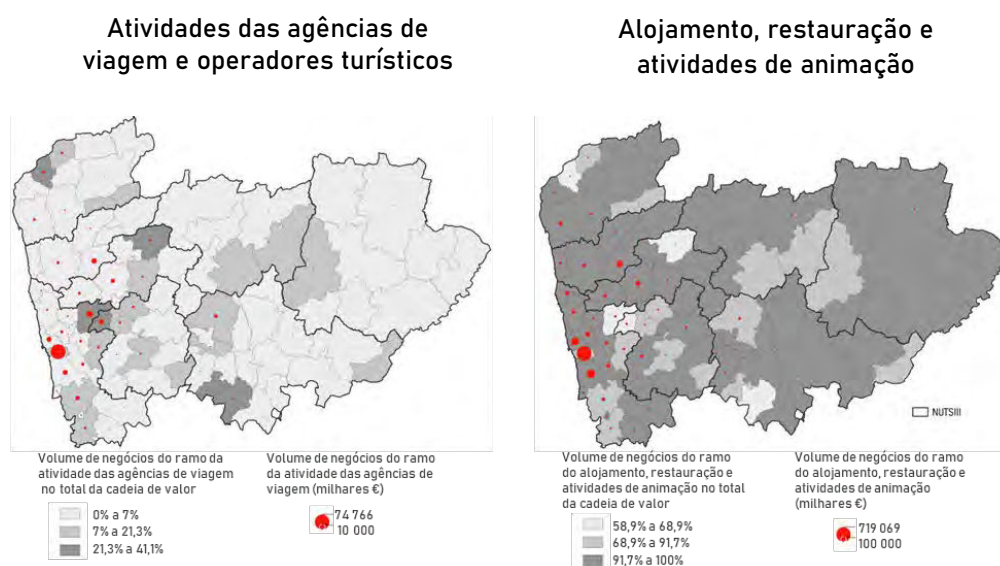 Atividades das agências de
viagem e operadores turísticos
Alojamento, restauração e
atividades de animação
NUTSIII
Volume de negócios do ramo da
atividade das agências de viagem
no total da cadeia de valor
0% a 7%
7% a 21,3%
21,3% a 41,1%
Volume de negócios do ramo
da atividade das agências de
viagem (milhares €)
74 766
10 000
Volume de negócios do ramo
do alojamento, restauração e
atividades de animação no total
da cadeia de valor
58,9% a 68,9%
68,9% a 91,7%
91,7% a 100%
Volume de negócios do ramo
do alojamento, restauração e
atividades de animação
(milhares €)
719 069
100 000